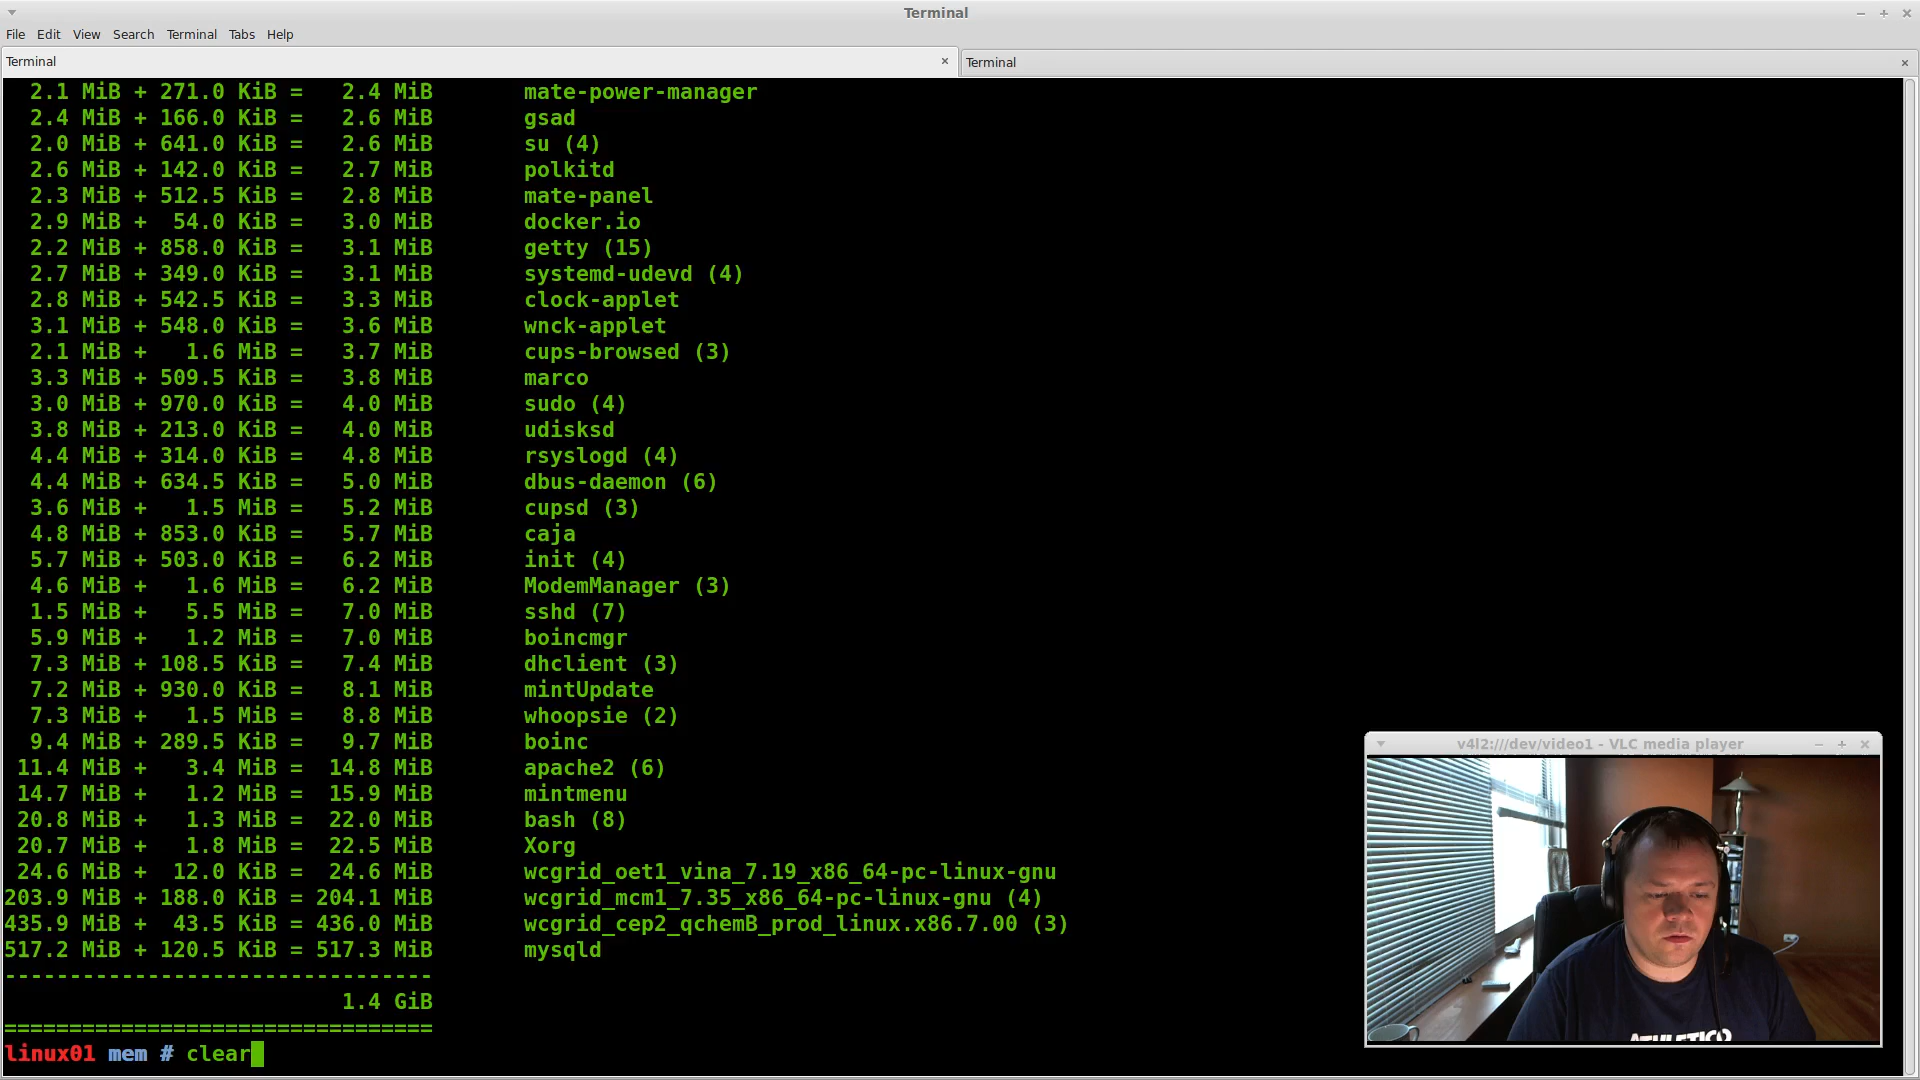 Terminal
File Edit View Search Terminal Tabs Help
Terminal × Terminal ×
2.1 MiB + 271.0 KiB = 2.4 MiB mate-power-manager
2.4 MiB + 166.0 KiB = 2.6 MiB gsad
2.0 MiB + 641.0 KiB = 2.6 MiB su (4)
2.6 MiB + 142.0 KiB = 2.7 MiB polkitd
2.3 MiB + 512.5 KiB = 2.8 MiB mate-panel
2.9 MiB + 54.0 KiB = 3.0 MiB docker.io
2.2 MiB + 858.0 KiB = 3.1 MiB getty (15)
2.7 MiB + 349.0 KiB = 3.1 MiB systemd-udevd (4)
2.8 MiB + 542.5 KiB = 3.3 MiB clock-applet
3.1 MiB + 548.0 KiB = 3.6 MiB wnck-applet
2.1 MiB + 1.6 MiB = 3.7 MiB cups-browsed (3)
3.3 MiB + 509.5 KiB = 3.8 MiB marco
3.0 MiB + 970.0 KiB = 4.0 MiB sudo (4)
3.8 MiB + 213.0 KiB = 4.0 MiB udisksd
4.4 MiB + 314.0 KiB = 4.8 MiB rsyslogd (4)
4.4 MiB + 634.5 KiB = 5.0 MiB dbus-daemon (6)
3.6 MiB + 1.5 MiB = 5.2 MiB cupsd (3)
4.8 MiB + 853.0 KiB = 5.7 MiB caja
5.7 MiB + 503.0 KiB = 6.2 MiB init (4)
4.6 MiB + 1.6 MiB = 6.2 MiB ModemManager (3)
1.5 MiB + 5.5 MiB = 7.0 MiB sshd (7)
5.9 MiB + 1.2 MiB = 7.0 MiB boincmgr
7.3 MiB + 108.5 KiB = 7.4 MiB dhclient (3)
7.2 MiB + 930.0 KiB = 8.1 MiB mintUpdate
7.3 MiB + 1.5 MiB = 8.8 MiB whoopsie (2)
9.4 MiB + 289.5 KiB = 9.7 MiB boinc
11.4 MiB + 3.4 MiB = 14.8 MiB apache2 (6)
14.7 MiB + 1.2 MiB = 15.9 MiB mintmenu
20.8 MiB + 1.3 MiB = 22.0 MiB bash (8)
20.7 MiB + 1.8 MiB = 22.5 MiB Xorg
24.6 MiB + 12.0 KiB = 24.6 MiB wcgrid_oet1_vina_7.19_x86_64-pc-linux-gnu
203.9 MiB + 188.0 KiB = 204.1 MiB wcgrid_mcm1_7.35_x86_64-pc-linux-gnu (4)
435.9 MiB + 43.5 KiB = 436.0 MiB wcgrid_cep2_qchemB_prod_linux.x86.7.00 (3)
517.2 MiB + 120.5 KiB = 517.3 MiB mysqld
---------------------------------
1.4 GiB
=================================
linux01 mem # clear
v4l2:///dev/video1 - VLC media player
ATHLETICO